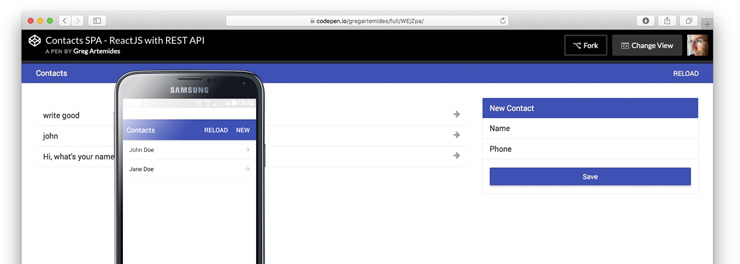 codepen.io/gregartemides/full/WEjZpa/
Contacts SPA - ReactJS with REST API
A PEN BY Greg Artemides
Fork
Change View
Contacts
RELOAD
write good
john
Hi, what's your name
SAMSUNG
Contacts RELOAD NEW
John Doe
Jane Doe
New Contact
Name
Phone
Save